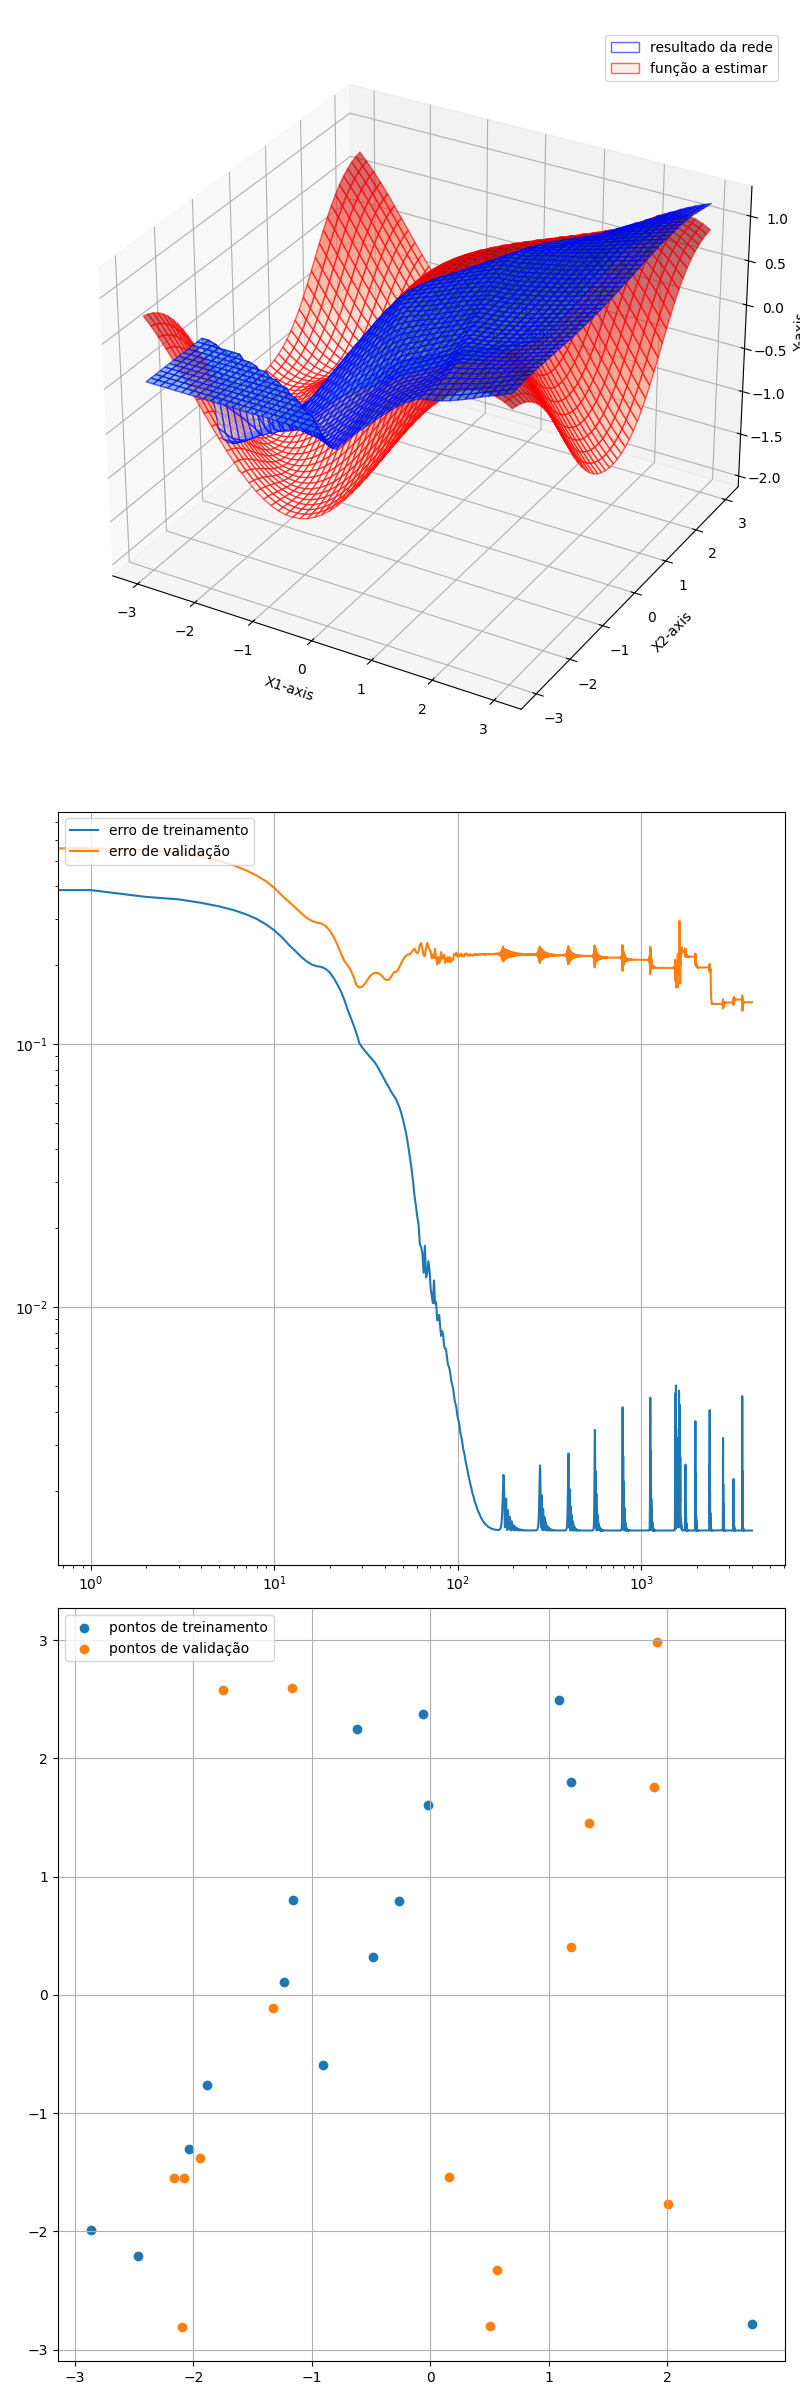 resultado da rede
função a estimar
1.0
0.5
0.0
−0.5
−1.0
−1.5
−2.0
Y-axis
3
2
1
0
−1
−2
−3
X2-axis
−3
−2
−1
0
1
2
3
X1-axis
erro de treinamento
erro de validação
10⁻¹
10⁻²
10⁰ 10¹ 10² 10³
pontos de treinamento
pontos de validação
3
2
1
0
−1
−2
−3
−3 −2 −1 0 1 2